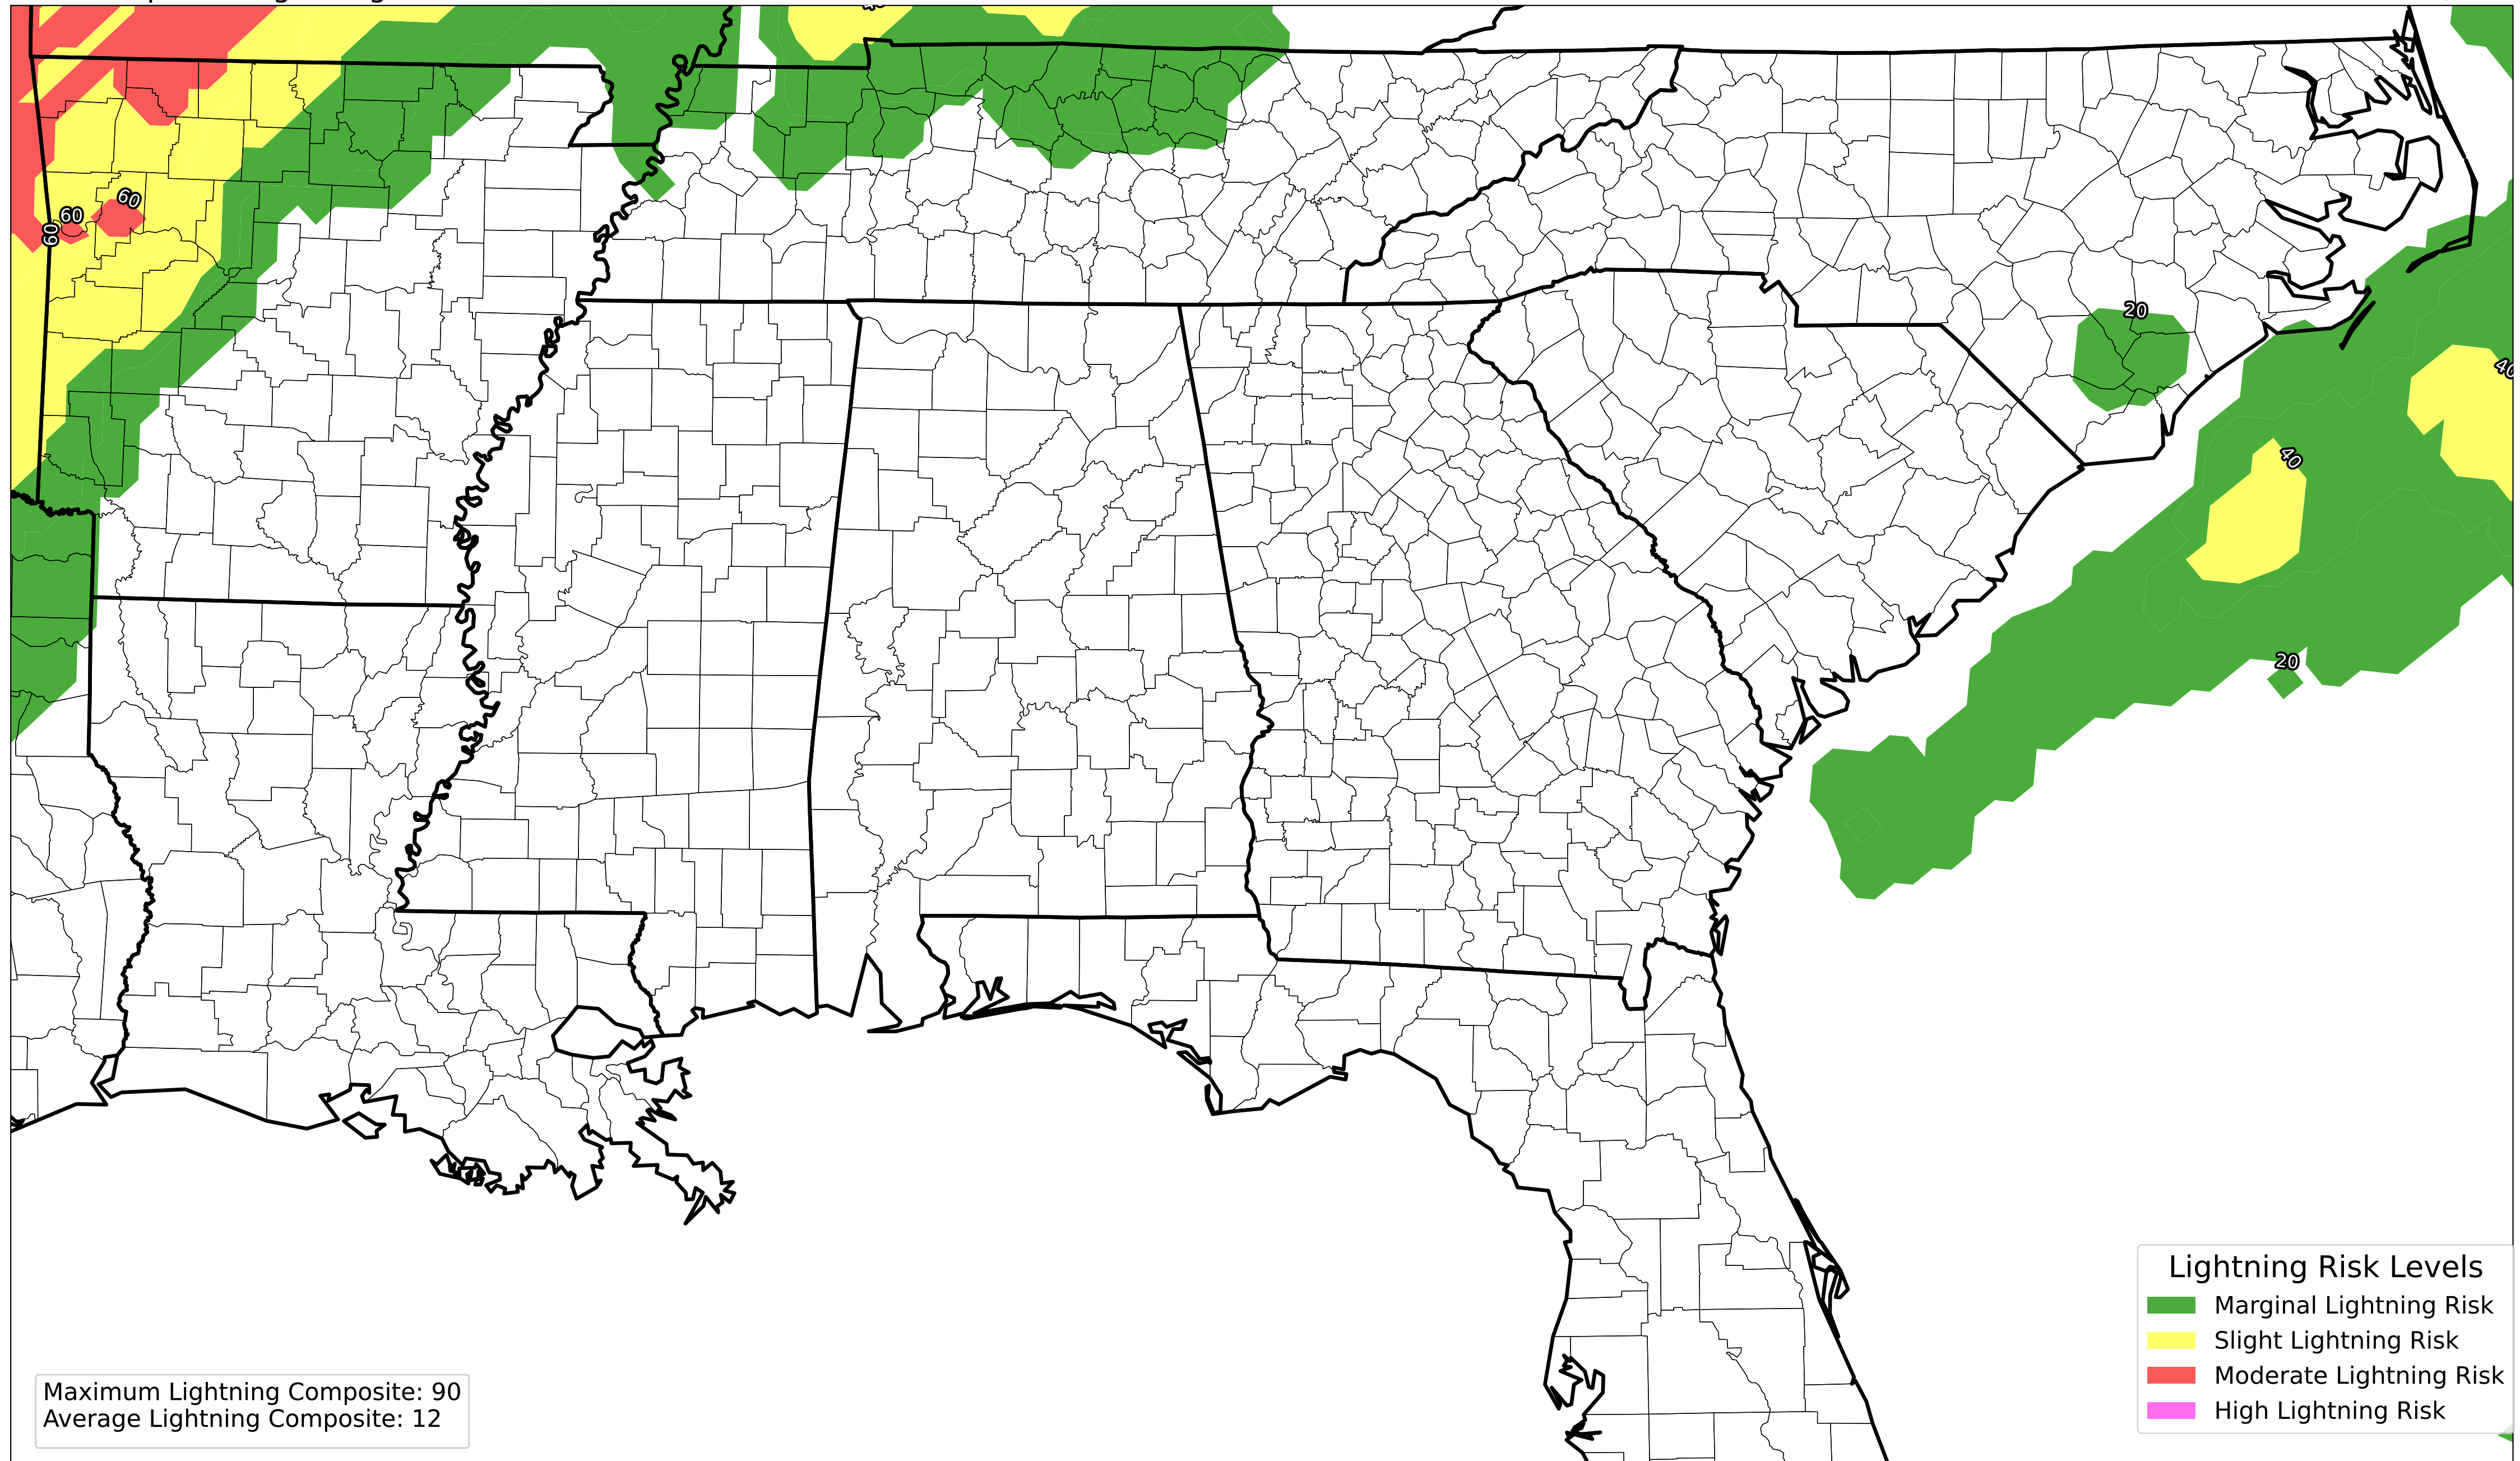 40
60
60
60
20
40
40
20
Lightning Risk Levels
Marginal Lightning Risk
Slight Lightning Risk
Moderate Lightning Risk
High Lightning Risk
Maximum Lightning Composite: 90
Average Lightning Composite: 12